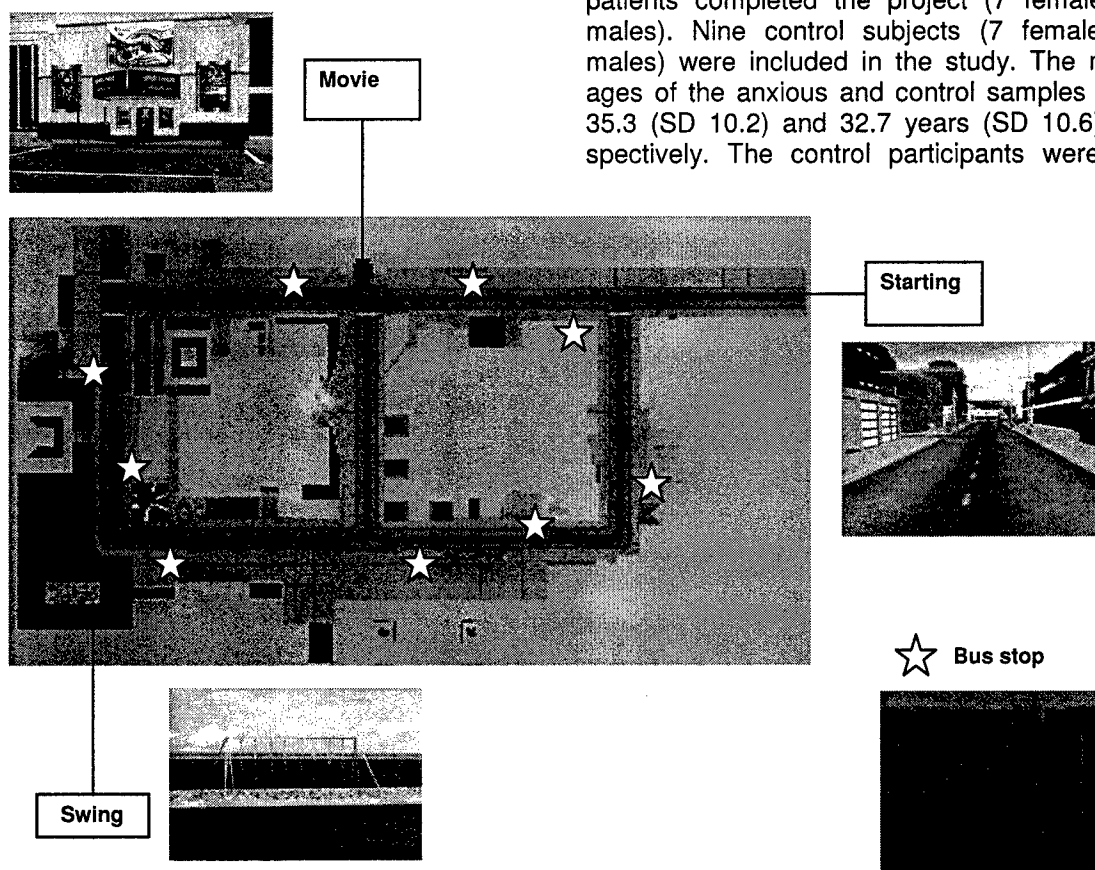 patients completed the project (7 female
males). Nine control subjects (7 female
males) were included in the study. The
ages of the anxious and control samples
35.3 (SD 10.2) and 32.7 years (SD 10.6)
spectively. The control participants were
Movie
Starting
Bus stop
Swing